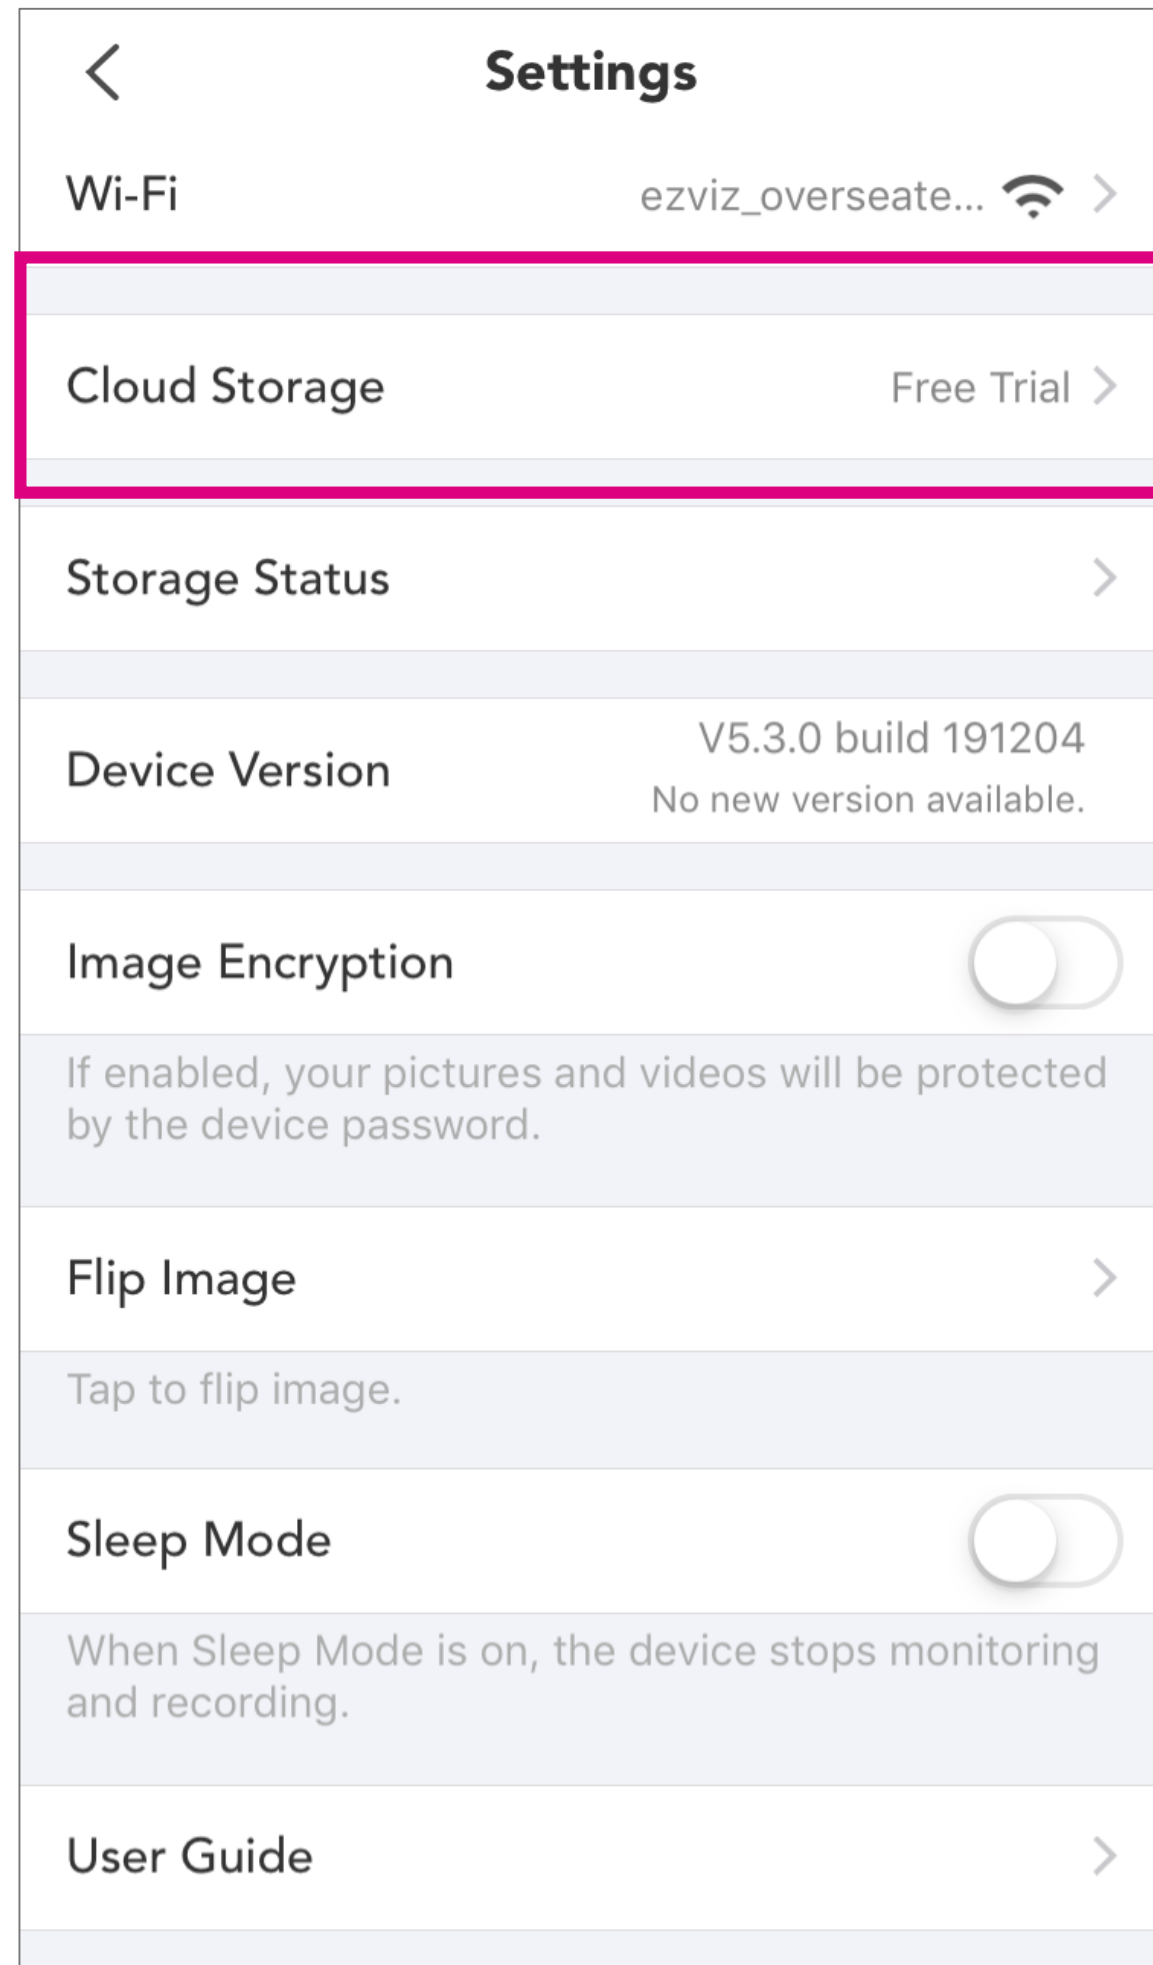 Settings
Wi-Fi ezviz_overseate...
Cloud Storage Free Trial
Storage Status
V5.3.0 build 191204
Device Version
No new version available.
Image Encryption
If enabled, your pictures and videos will be protected
by the device password.
Flip Image
Tap to flip image.
Sleep Mode
When Sleep Mode is on, the device stops monitoring
and recording.
User Guide